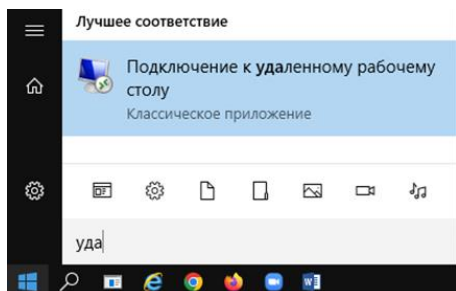 Лучшее соответствие
Подключение к удаленному рабочему
столу
Классическое приложение
уда